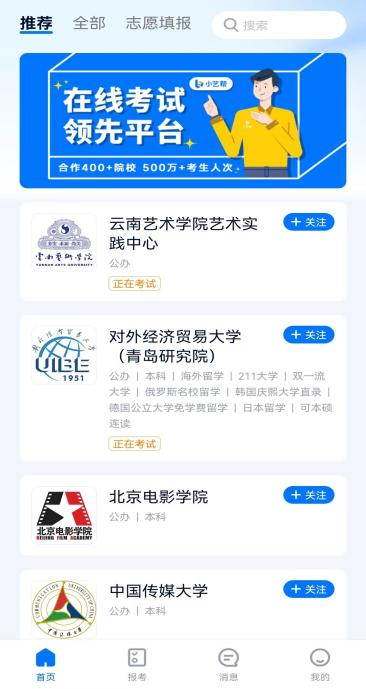 推荐 全部 志愿填报 搜索
小艺帮
在线考试
领先平台
合作400+院校 500万+考生人次
云南艺术学院艺术实
践中心
+ 关注
公办
正在考试
雲南藝術學院
YUNNAN ARTS UNIVERSITY
对外经济贸易大学
(青岛研究院)
+ 关注
公办 | 本科 | 海外留学 | 211大学 | 双一流
大学 | 俄罗斯名校留学 | 韩国庆熙大学直录 |
德国公立大学免学费留学 | 日本留学 | 可本硕
连读
正在考试
UIBE
1951
北京电影学院
+ 关注
公办 | 本科
北京电影学院
BEIJING FILM ACADEMY
中国传媒大学
+ 关注
公办 | 本科
首页 报考 消息 我的